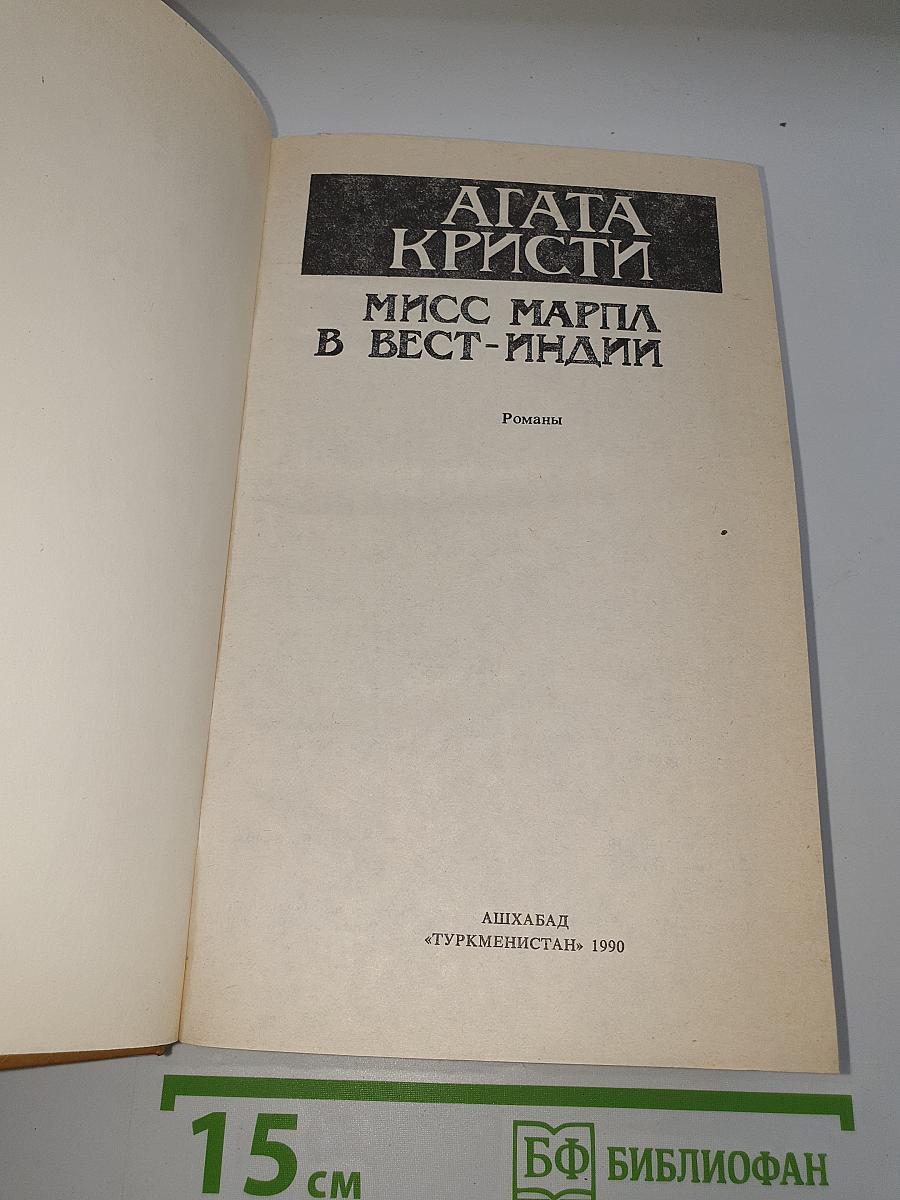 АГАТА
КРИСТИ
МИСС МАРПЛ
В ВЕСТ-ИНДИИ
Романы
АШХАБАД
«ТУРКМЕНИСТАН» 1990
15 см
БФ БИБЛИОФАН